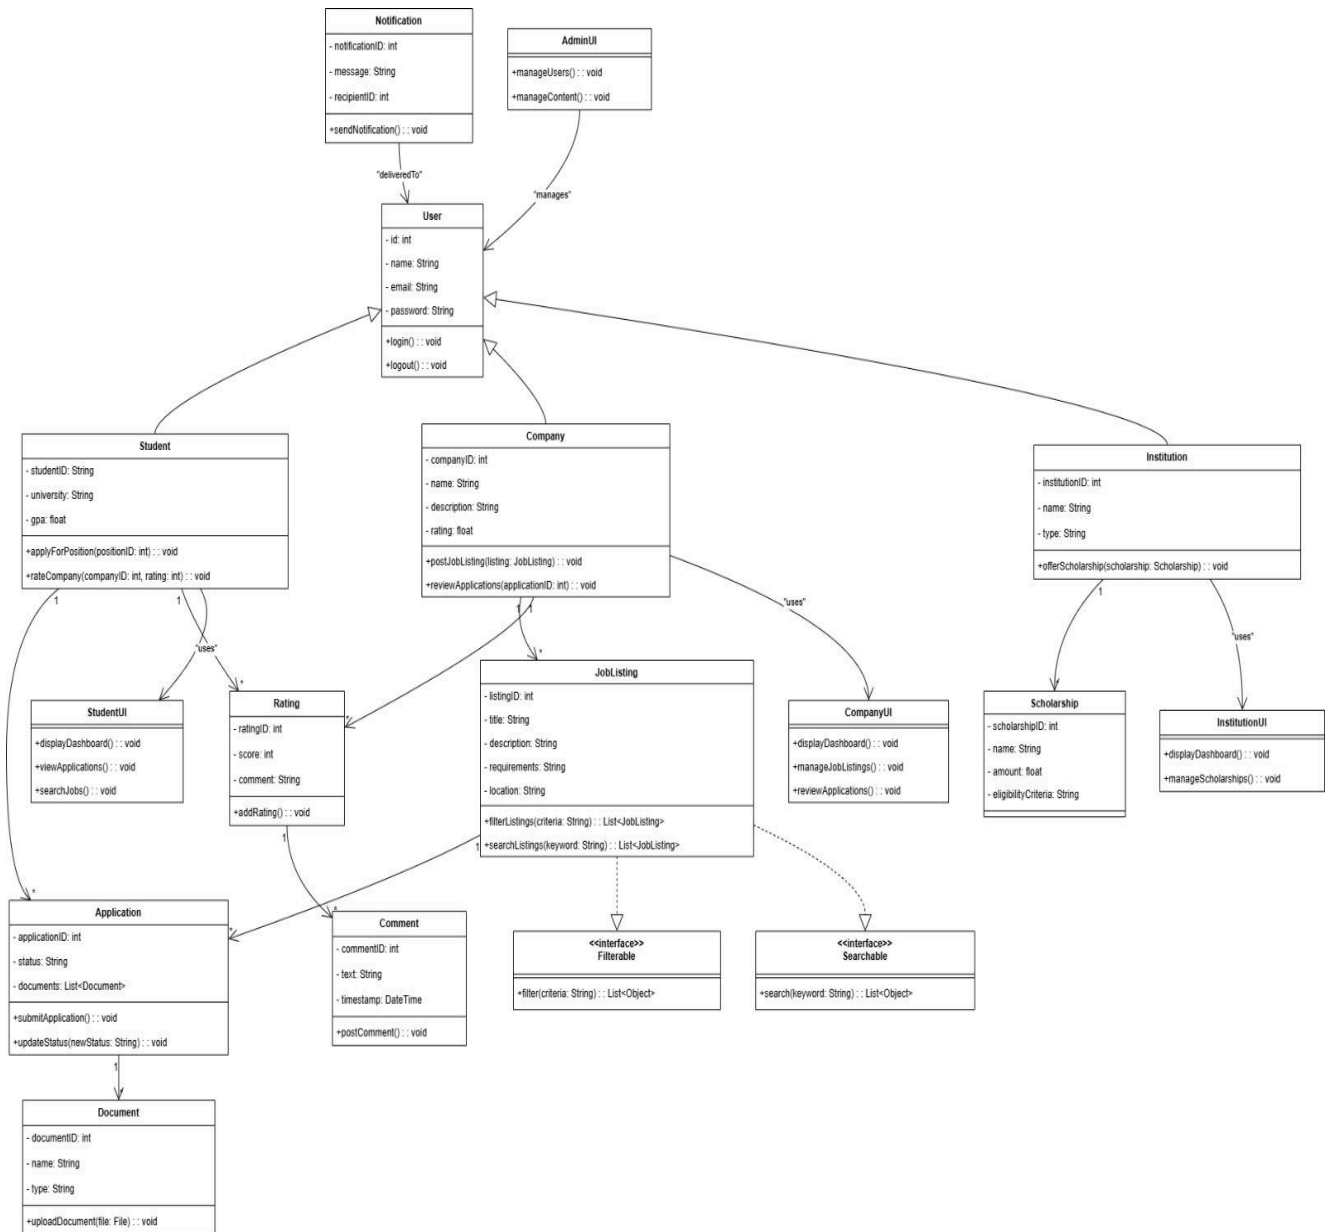 Notification
- notificationID: int
- message: String
- recipientID: int
+sendNotification() : : void
AdminUI
+manageUsers() : : void
+manageContent() : : void
"deliveredTo"
"manages"
User
- id: int
- name: String
- email: String
- password: String
+login() : : void
+logout() : : void
Student
- studentID: String
- university: String
- gpa: float
+applyForPosition(positionID: int) : : void
+rateCompany(companyID: int, rating: int) : : void
Company
- companyID: int
- name: String
- description: String
- rating: float
+postJobListing(listing: JobListing) : : void
+reviewApplications(applicationID: int) : : void
Institution
- institutionID: int
- name: String
- type: String
+offerScholarship(scholarship: Scholarship) : : void
1
1
1
1
1
"uses"
"uses"
"uses"
*
*
*
StudentUI
+displayDashboard() : : void
+viewApplications() : : void
+searchJobs() : : void
Rating
- ratingID: int
- score: int
- comment: String
+addRating() : : void
JobListing
- listingID: int
- title: String
- description: String
- requirements: String
- location: String
+filterListings(criteria: String) : : List<JobListing>
+searchListings(keyword: String) : : List<JobListing>
CompanyUI
+displayDashboard() : : void
+manageJobListings() : : void
+reviewApplications() : : void
Scholarship
- scholarshipID: int
- name: String
- amount: float
- eligibilityCriteria: String
InstitutionUI
+displayDashboard() : : void
+manageScholarships() : : void
1
1
*
*
*
Application
- applicationID: int
- status: String
- documents: List<Document>
+submitApplication() : : void
+updateStatus(newStatus: String) : : void
Comment
- commentID: int
- text: String
- timestamp: DateTime
+postComment() : : void
<<interface>>
Filterable
+filter(criteria: String) : : List<Object>
<<interface>>
Searchable
+search(keyword: String) : : List<Object>
1
Document
- documentID: int
- name: String
- type: String
+uploadDocument(file: File) : : void